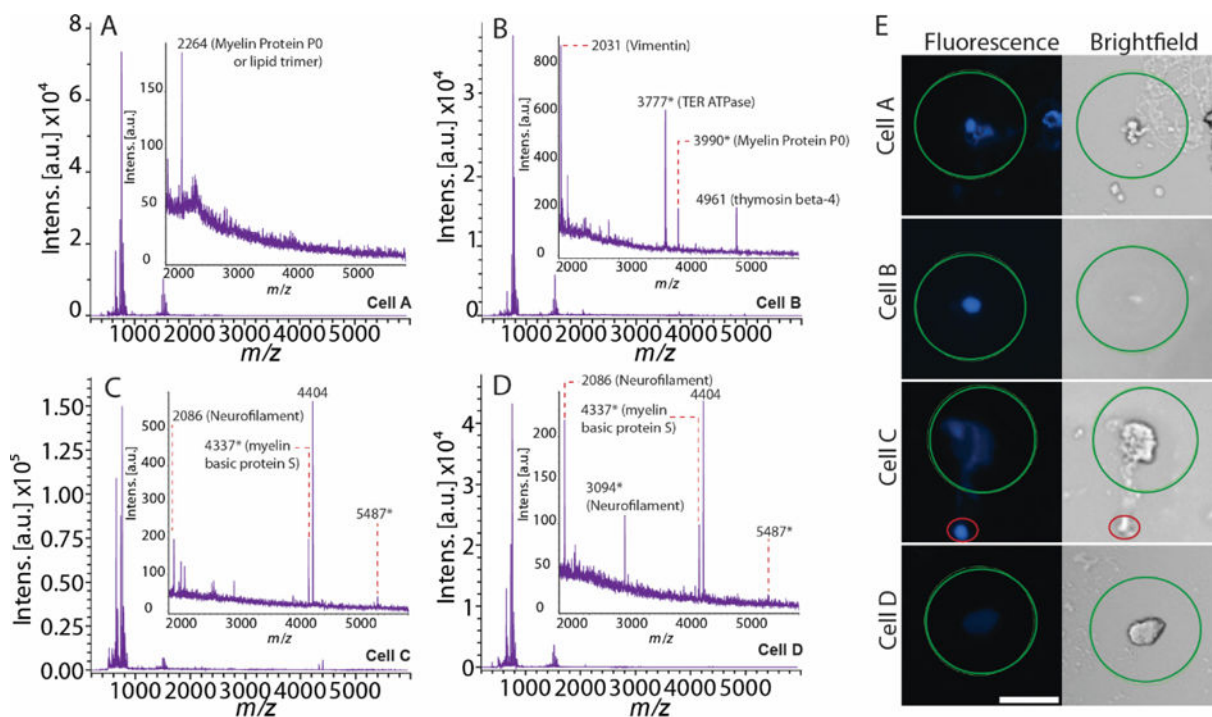 A
Intens. [a.u.] x10⁴
8
6
4
2
0
1000 2000 3000 4000 5000
m/z
Cell A
2264 (Myelin Protein P0
or lipid trimer)
Intens. [a.u.]
150
100
50
0
2000 3000 4000 5000
m/z
B
Intens. [a.u.] x10⁴
3
2
1
0
1000 2000 3000 4000 5000
m/z
Cell B
2031 (Vimentin)
3777* (TER ATPase)
3990* (Myelin Protein P0)
4961 (thymosin beta-4)
Intens. [a.u.]
800
600
400
200
0
2000 3000 4000 5000
m/z
C
Intens. [a.u.] x10⁵
1.50
1.25
1.00
0.75
0.50
0.25
0.00
1000 2000 3000 4000 5000
m/z
Cell C
4404
2086 (Neurofilament)
4337* (myelin
basic protein S)
5487*
Intens. [a.u.]
500
400
300
200
100
0
2000 3000 4000 5000
m/z
D
Intens. [a.u.] x10⁴
4
3
2
1
0
1000 2000 3000 4000 5000
m/z
Cell D
2086 (Neurofilament)
4404
4337* (myelin
basic protein S)
3094*
(Neurofilament)
5487*
Intens. [a.u.]
200
150
100
50
0
2000 3000 4000 5000
m/z
E
Fluorescence Brightfield
Cell A
Cell B
Cell C
Cell D